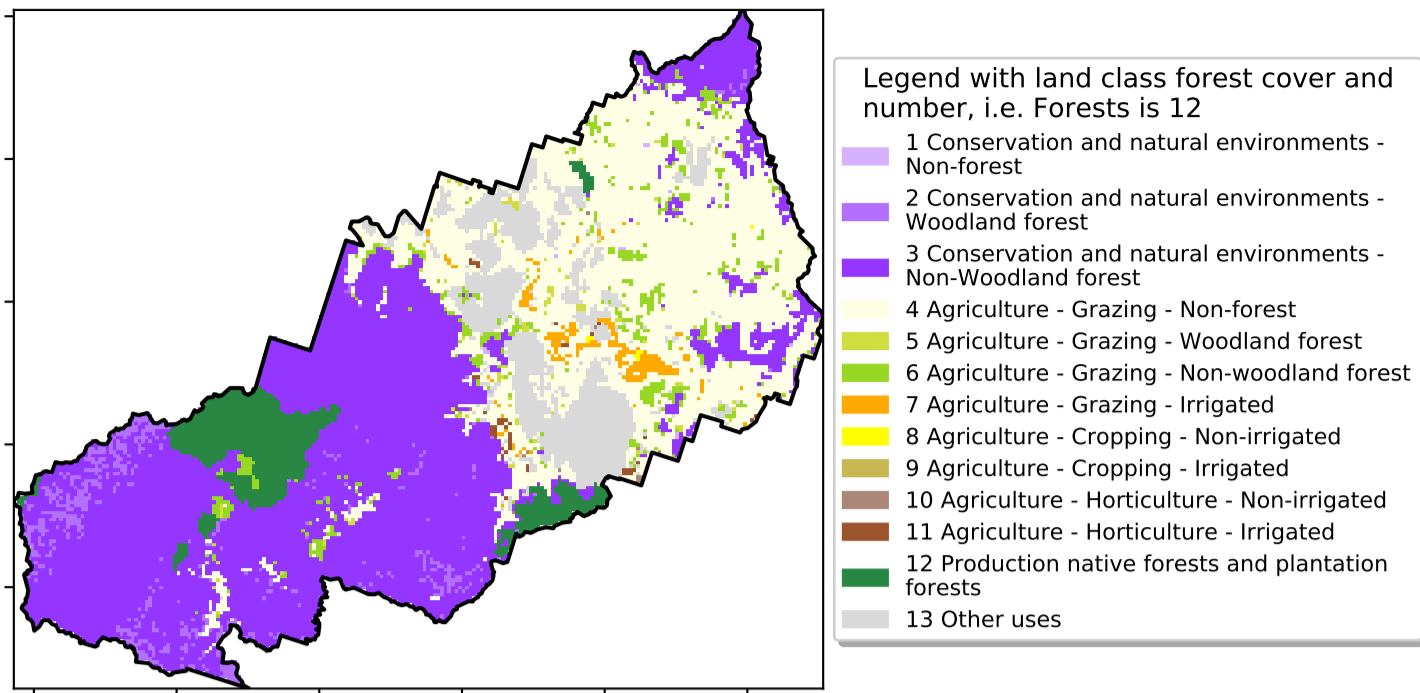 Legend with land class forest cover and
number, i.e. Forests is 12
1 Conservation and natural environments -
Non-forest
2 Conservation and natural environments -
Woodland forest
3 Conservation and natural environments -
Non-Woodland forest
4 Agriculture - Grazing - Non-forest
5 Agriculture - Grazing - Woodland forest
6 Agriculture - Grazing - Non-woodland forest
7 Agriculture - Grazing - Irrigated
8 Agriculture - Cropping - Non-irrigated
9 Agriculture - Cropping - Irrigated
10 Agriculture - Horticulture - Non-irrigated
11 Agriculture - Horticulture - Irrigated
12 Production native forests and plantation
forests
13 Other uses